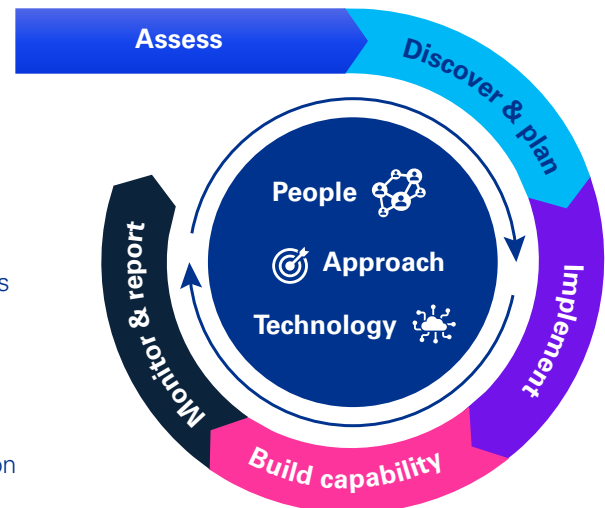 Assess
Discover & plan
People
Approach
Technology
Implement
Build capability
Monitor & report